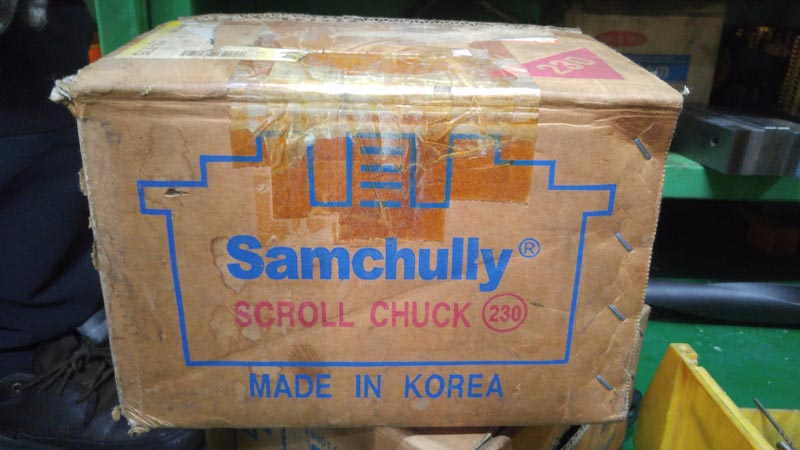 230
Samchully®
SCROLL CHUCK 230
MADE IN KOREA